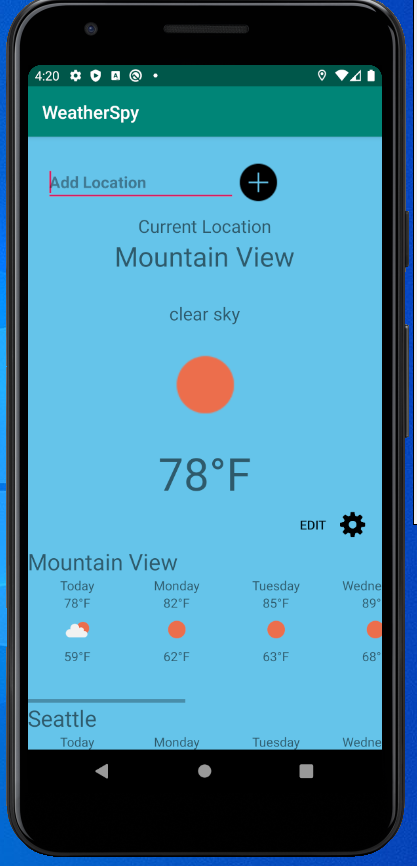 4:20
WeatherSpy
Add Location
Current Location
Mountain View
clear sky
78°F
EDIT
Mountain View
Today Monday Tuesday Wedne
78°F 82°F 85°F 89°
59°F 62°F 63°F 68°
Seattle
Today Monday Tuesday Wedne